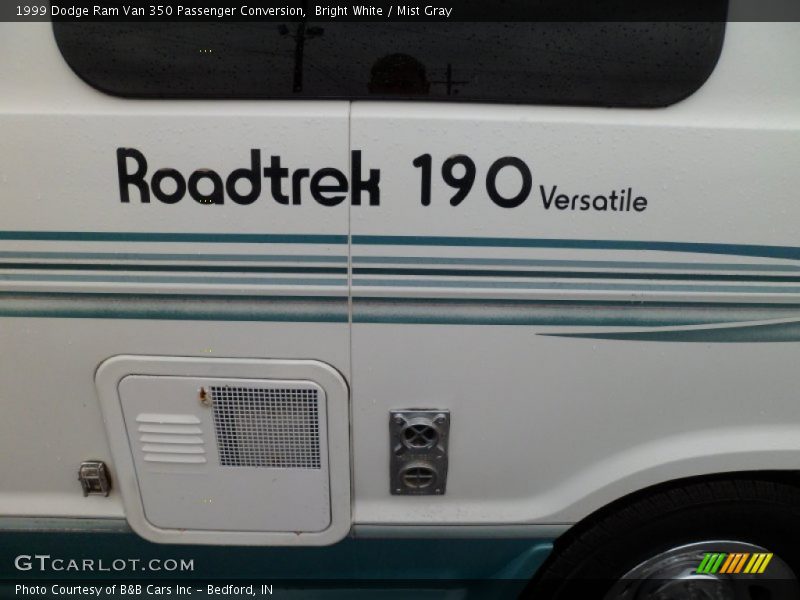 1999 Dodge Ram Van 350 Passenger Conversion,  Bright White / Mist Gray
Roadtrek 190 Versatile
GTCARLOT.COM
Photo Courtesy of B&B Cars Inc - Bedford, IN